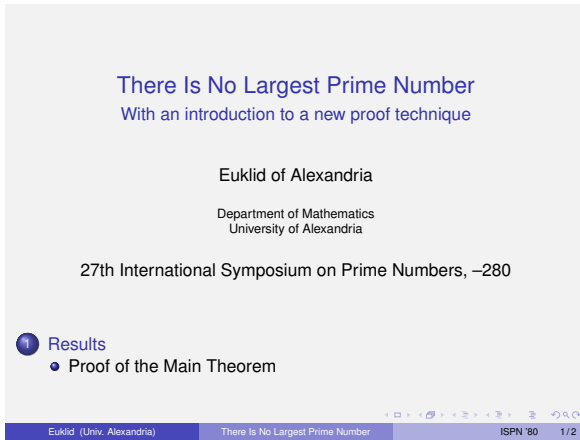 There Is No Largest Prime Number
With an introduction to a new proof technique
Euklid of Alexandria
Department of Mathematics
University of Alexandria
27th International Symposium on Prime Numbers, –280
1 Results
Proof of the Main Theorem
Euklid (Univ. Alexandria) There Is No Largest Prime Number ISPN '80 1 / 2